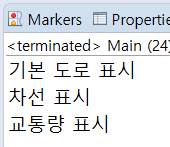 Markers Propertie
<terminated> Main (24)
기본 도로 표시
차선 표시
교통량 표시